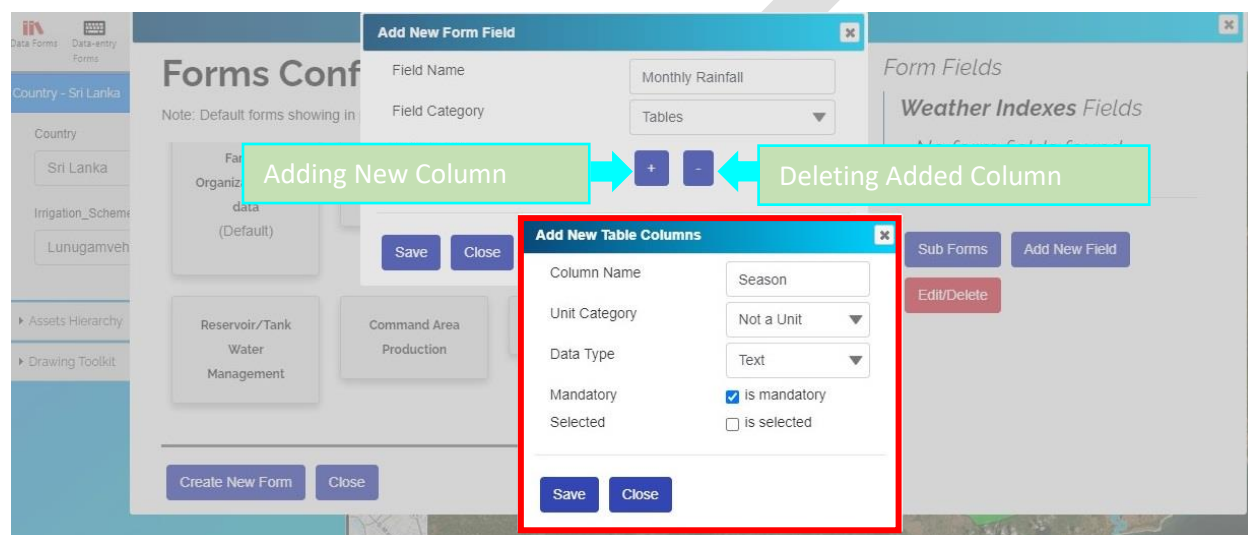 Data Forms
Data-entry
Forms
Country - Sri Lanka
Country
Sri Lanka
Irrigation_Scheme
Lunugamveh
Assets Hierarchy
Drawing Toolkit
Forms Conf
Note: Default forms showing in
Organiz
data
(Default)
Reservoir/Tank
Water
Management
Command Area
Production
Create New Form
Close
Add New Form Field
Field Name
Monthly Rainfall
Field Category
Tables
+ -
Adding New Column
Deleting Added Column
Save Close
Add New Table Columns
Column Name
Season
Unit Category
Not a Unit
Data Type
Text
Mandatory
is mandatory
Selected
is selected
Save Close
Form Fields
Weather Indexes Fields
Sub Forms
Add New Field
Edit/Delete